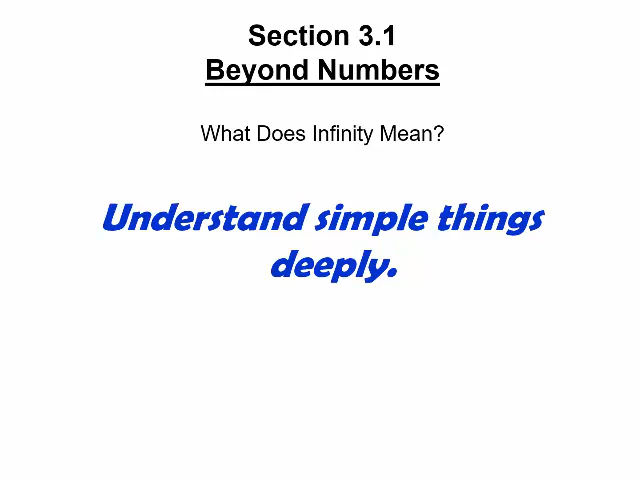 Section 3.1
Beyond Numbers
What Does Infinity Mean?
Understand simple things
deeply.